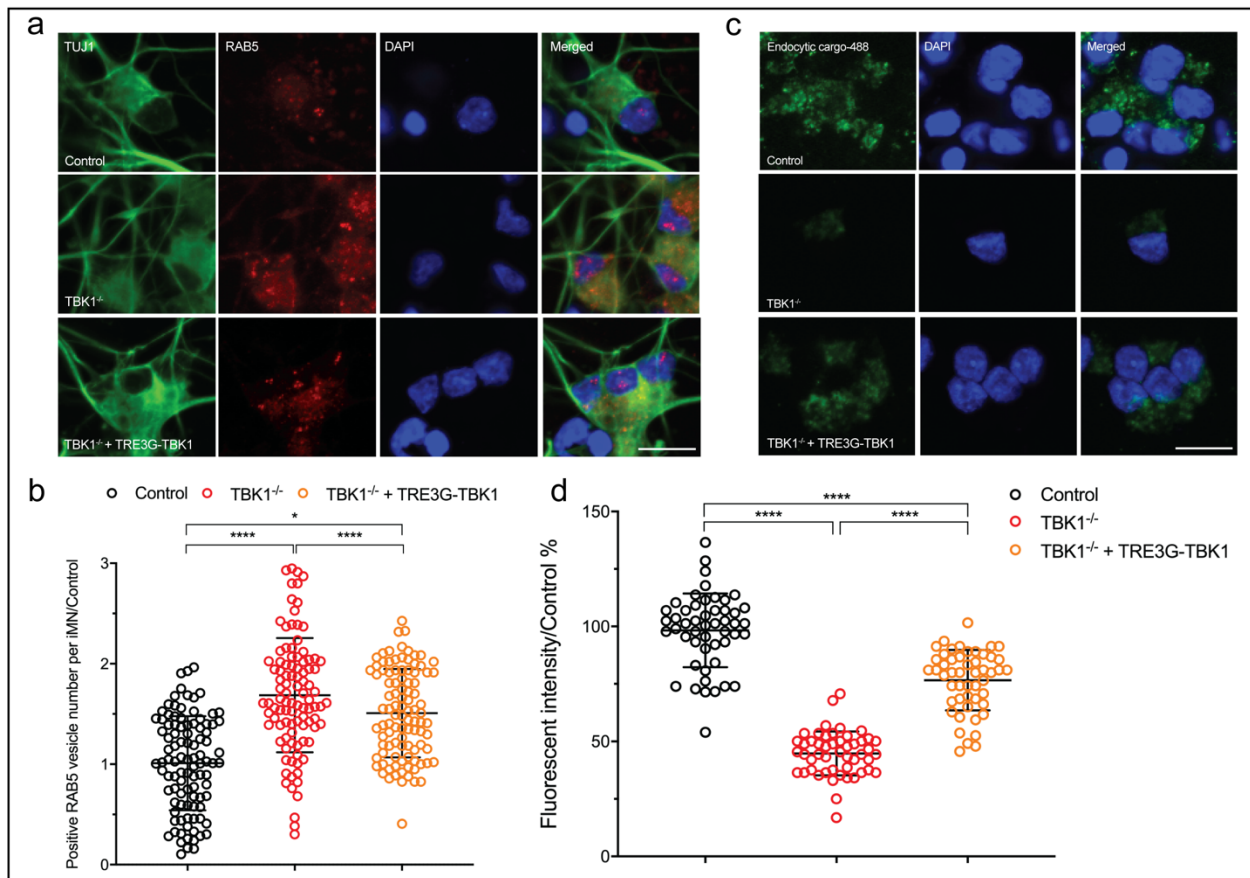 a
TUJ1 RAB5 DAPI Merged
Control
TBK1-/-
TBK1-/- + TRE3G-TBK1
c
Endocytic cargo-488 DAPI Merged
Control
TBK1-/-
TBK1-/- + TRE3G-TBK1
b
Control TBK1-/- TBK1-/- + TRE3G-TBK1
*
**** ****
Positive RAB5 vesicle number per iMN/Control
3
2
1
0
d
Control
TBK1-/-
TBK1-/- + TRE3G-TBK1
****
**** ****
Fluorescent intensity/Control %
150
100
50
0